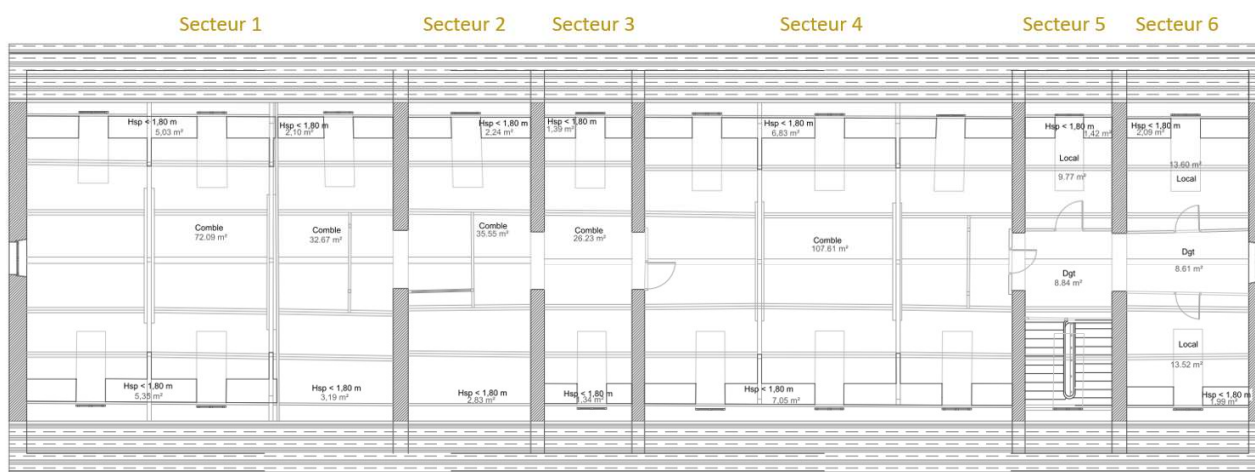 Secteur 1
Secteur 2
Secteur 3
Secteur 4
Secteur 5
Secteur 6
Hsp < 1,80 m
5,03 m²
Hsp < 1,80 m
2,10 m²
Hsp < 1,80 m
2,24 m²
Hsp < 1,80 m
1,39 m²
Hsp < 1,80 m
6,83 m²
Hsp < 1,80 m
1,42 m²
Hsp < 1,80 m
2,09 m²
Local
9.77 m²
13.60 m²
Local
Comble
72.09 m²
Comble
32.67 m²
Comble
35.55 m²
Comble
26.23 m²
Comble
107.61 m²
Dgt
8.84 m²
Dgt
8.61 m²
Local
13.52 m²
Hsp < 1,80 m
5,35 m²
Hsp < 1,80 m
3,19 m²
Hsp < 1,80 m
2,83 m²
Hsp < 1,80 m
1,34 m²
Hsp < 1,80 m
7,05 m²
Hsp < 1,80 m
1,99 m²